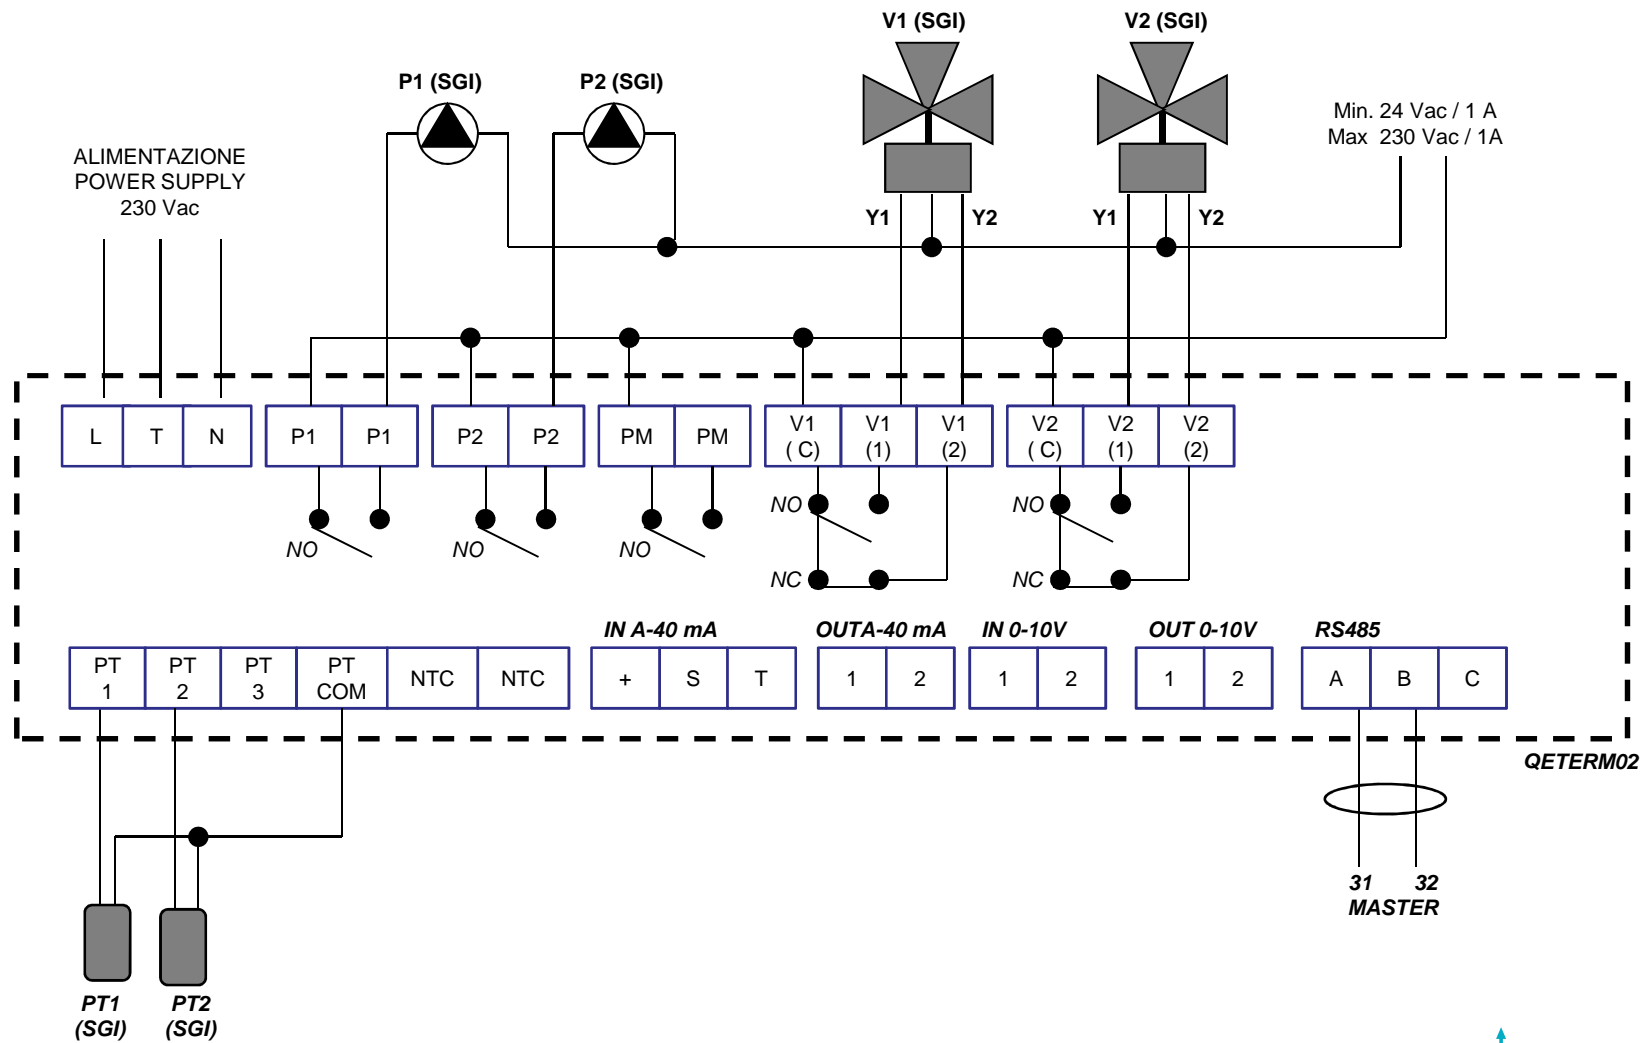 V1 (SGI)
V2 (SGI)
P1 (SGI)
P2 (SGI)
Min. 24 Vac / 1 A
Max 230 Vac / 1A
ALIMENTAZIONE
POWER SUPPLY
230 Vac
Y1
Y2
Y1
Y2
L
T
N
P1
P1
P2
P2
PM
PM
V1
( C)
V1
(1)
V1
(2)
V2
( C)
V2
(1)
V2
(2)
NO
NO
NO
NO
NC
NO
NC
IN A-40 mA
OUTA-40 mA
IN 0-10V
OUT 0-10V
RS485
PT
1
PT
2
PT
3
PT
COM
NTC
NTC
+
S
T
1
2
1
2
1
2
A
B
C
QETERM02
31
32
MASTER
PT1
(SGI)
PT2
(SGI)